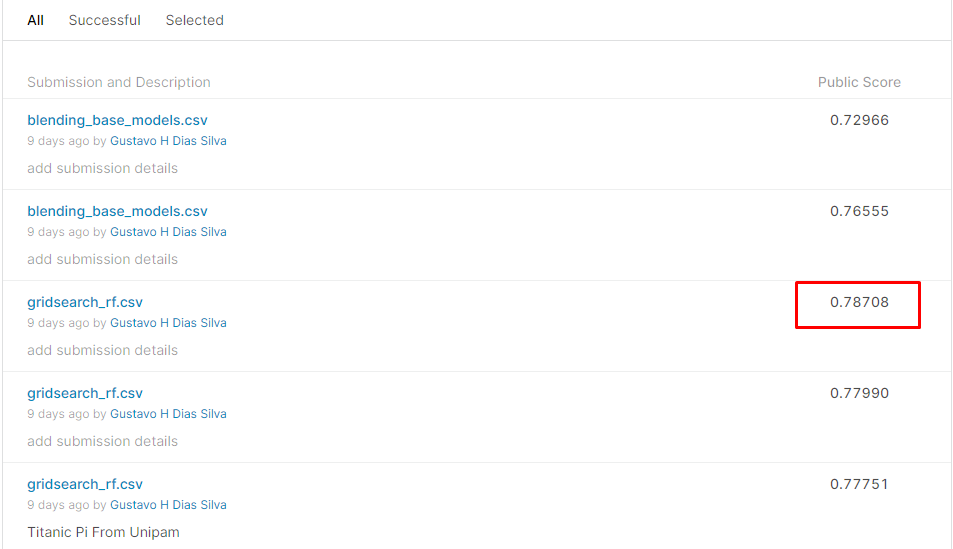 All Successful Selected
Submission and Description Public Score
blending_base_models.csv 0.72966
9 days ago by Gustavo H Dias Silva
add submission details
blending_base_models.csv 0.76555
9 days ago by Gustavo H Dias Silva
add submission details
gridsearch_rf.csv 0.78708
9 days ago by Gustavo H Dias Silva
add submission details
gridsearch_rf.csv 0.77990
9 days ago by Gustavo H Dias Silva
add submission details
gridsearch_rf.csv 0.77751
9 days ago by Gustavo H Dias Silva
Titanic Pi From Unipam